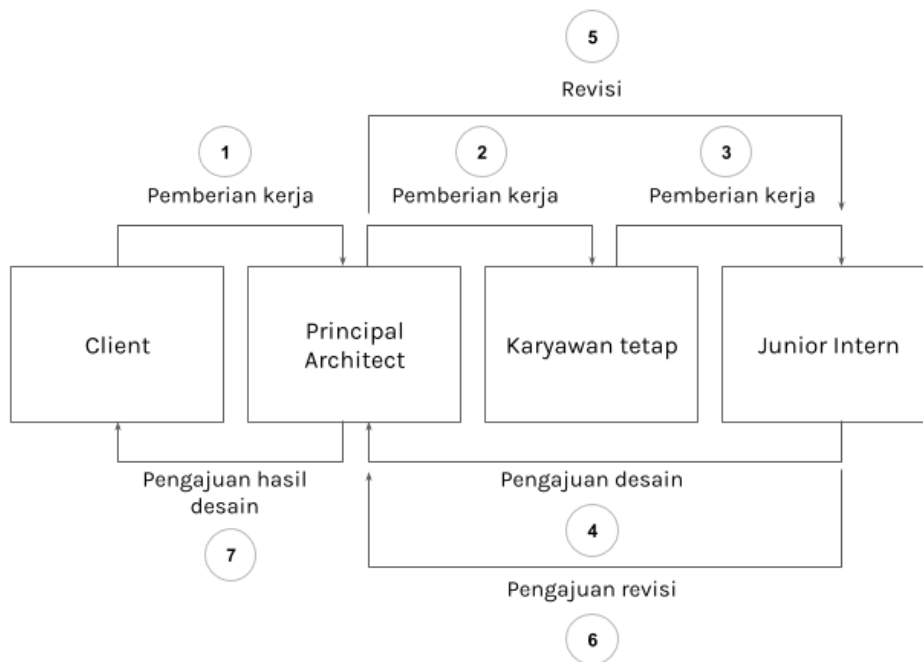 5
Revisi
1
2
3
Pemberian kerja
Pemberian kerja
Pemberian kerja
Client
Principal
Architect
Karyawan tetap
Junior Intern
Pengajuan hasil
desain
7
Pengajuan desain
4
Pengajuan revisi
6